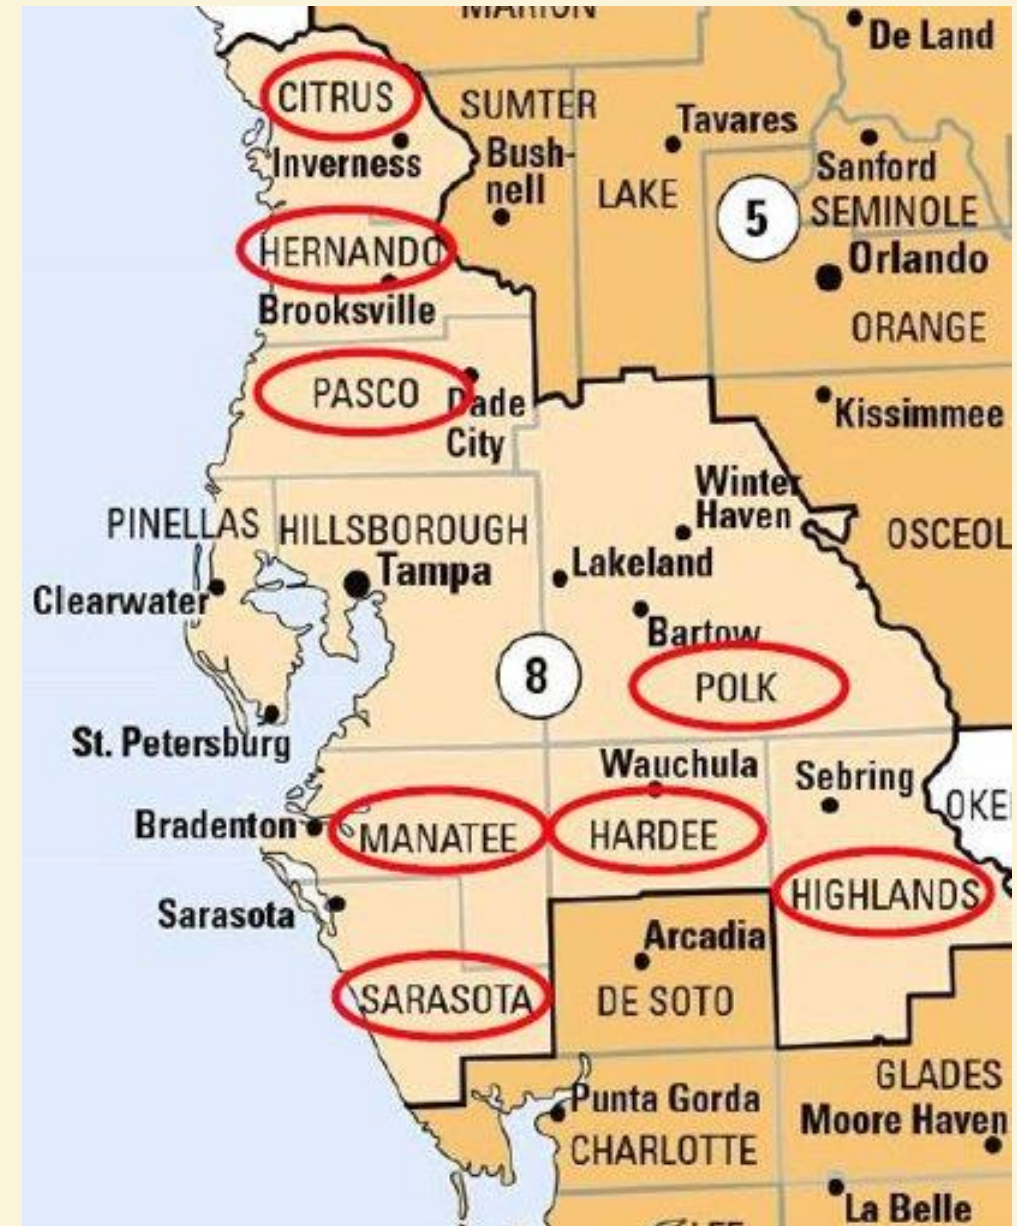 MARION
De Land
CITRUS
SUMTER
Tavares
Inverness
Bush-
nell
LAKE
Sanford
5
SEMINOLE
HERNANDO
Orlando
Brooksville
ORANGE
PASCO
Dade
City
Kissimmee
Winter
Haven
PINELLAS
HILLSBOROUGH
OSCEOL
Tampa
Lakeland
Clearwater
Bartow
8
POLK
St. Petersburg
Wauchula
Sebring
OKE
Bradenton
MANATEE
HARDEE
HIGHLANDS
Sarasota
Arcadia
SARASOTA
DE SOTO
GLADES
Punta Gorda
Moore Haven
CHARLOTTE
La Belle
LEE